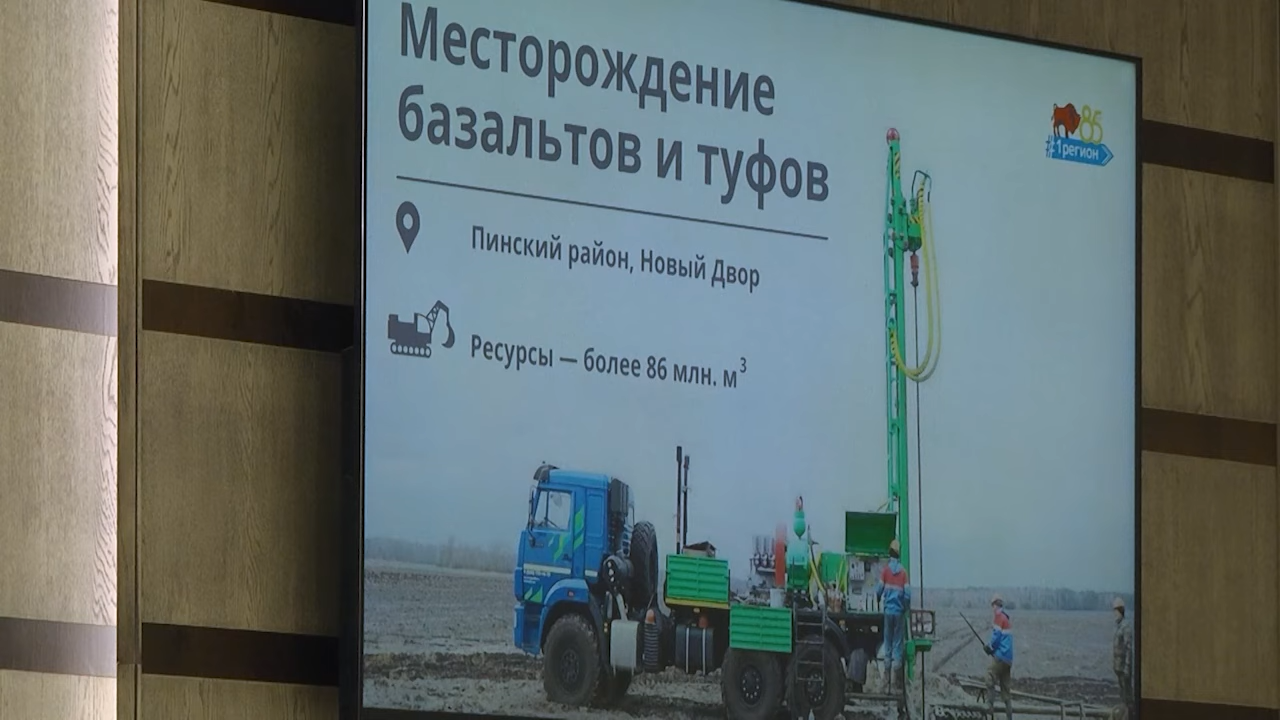 Месторождение
базальтов и туфов
85
#1регион
Пинский район, Новый Двор
Ресурсы — более 86 млн. м³